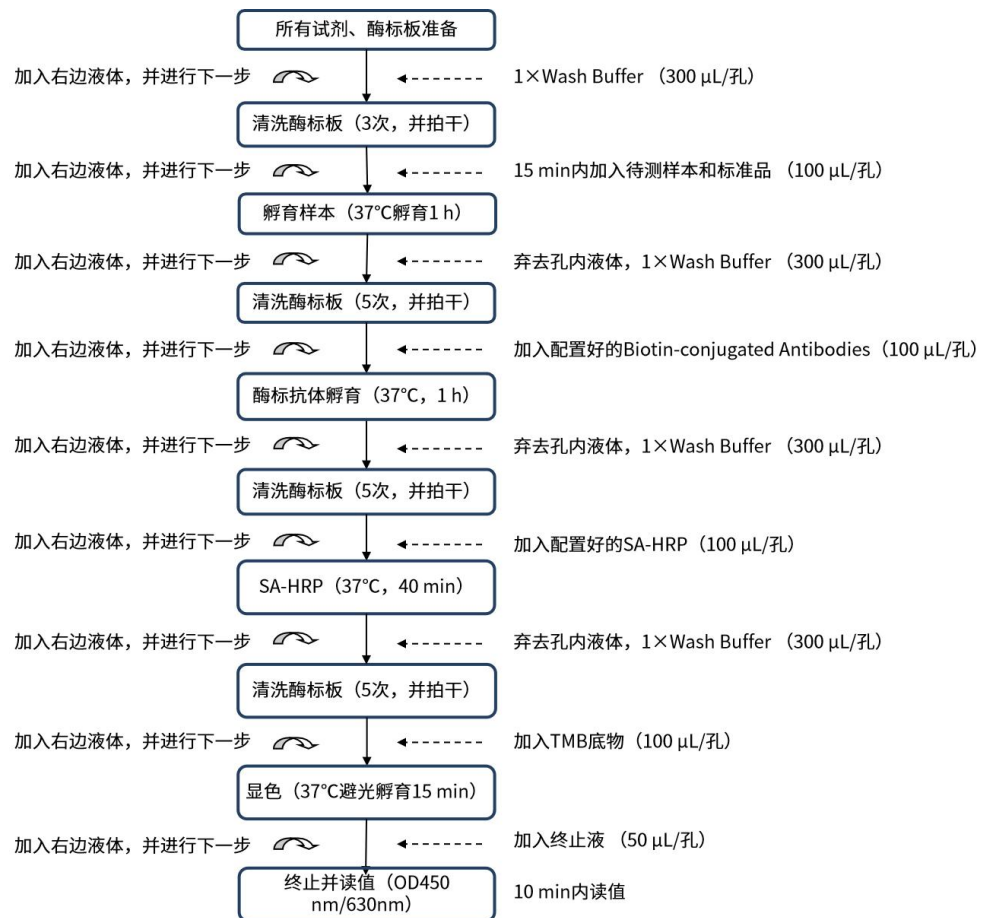 所有试剂、酶标板准备
加入右边液体，并进行下一步
1×Wash Buffer （300 μL/孔）
清洗酶标板（3次，并拍干）
加入右边液体，并进行下一步
15 min内加入待测样本和标准品 （100 μL/孔）
孵育样本（37℃孵育1 h）
加入右边液体，并进行下一步
弃去孔内液体，1×Wash Buffer （300 μL/孔）
清洗酶标板（5次，并拍干）
加入右边液体，并进行下一步
加入配置好的Biotin-conjugated Antibodies（100 μL/孔）
酶标抗体孵育（37℃，1 h）
加入右边液体，并进行下一步
弃去孔内液体，1×Wash Buffer （300 μL/孔）
清洗酶标板（5次，并拍干）
加入右边液体，并进行下一步
加入配置好的SA-HRP（100 μL/孔）
SA-HRP（37℃，40 min）
加入右边液体，并进行下一步
弃去孔内液体，1×Wash Buffer （300 μL/孔）
清洗酶标板（5次，并拍干）
加入右边液体，并进行下一步
加入TMB底物（100 μL/孔）
显色（37℃避光孵育15 min）
加入右边液体，并进行下一步
加入终止液 （50 μL/孔）
终止并读值（OD450
nm/630nm）
10 min内读值